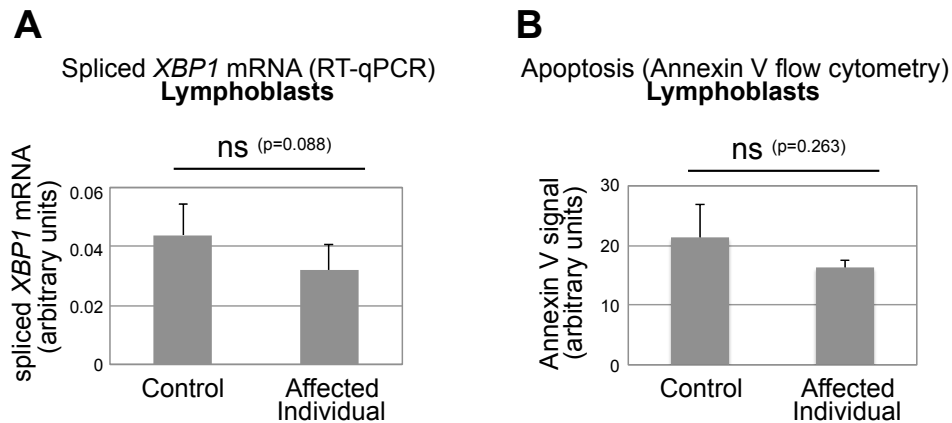 A
Spliced XBP1 mRNA (RT-qPCR)
Lymphoblasts
ns (p=0.088)
spliced XBP1 mRNA
(arbitrary units)
0.06
0.04
0.02
0
Control
Affected
Individual
B
Apoptosis (Annexin V flow cytometry)
Lymphoblasts
ns (p=0.263)
Annexin V signal
(arbitrary units)
30
20
10
0
Control
Affected
Individual